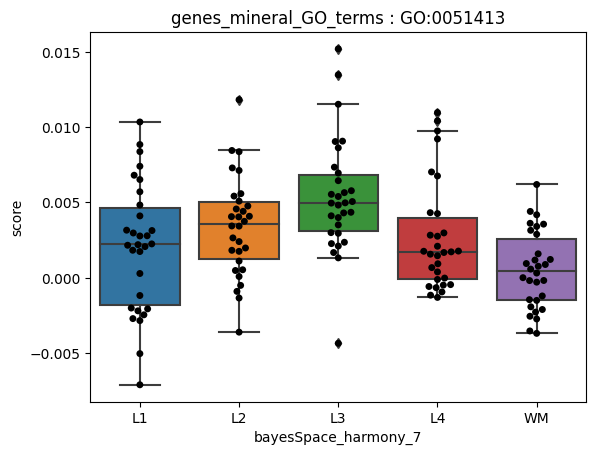 genes_mineral_GO_terms : GO:0051413
0.015
0.010
0.005
0.000
−0.005
score
L1 L2 L3 L4 WM
bayesSpace_harmony_7